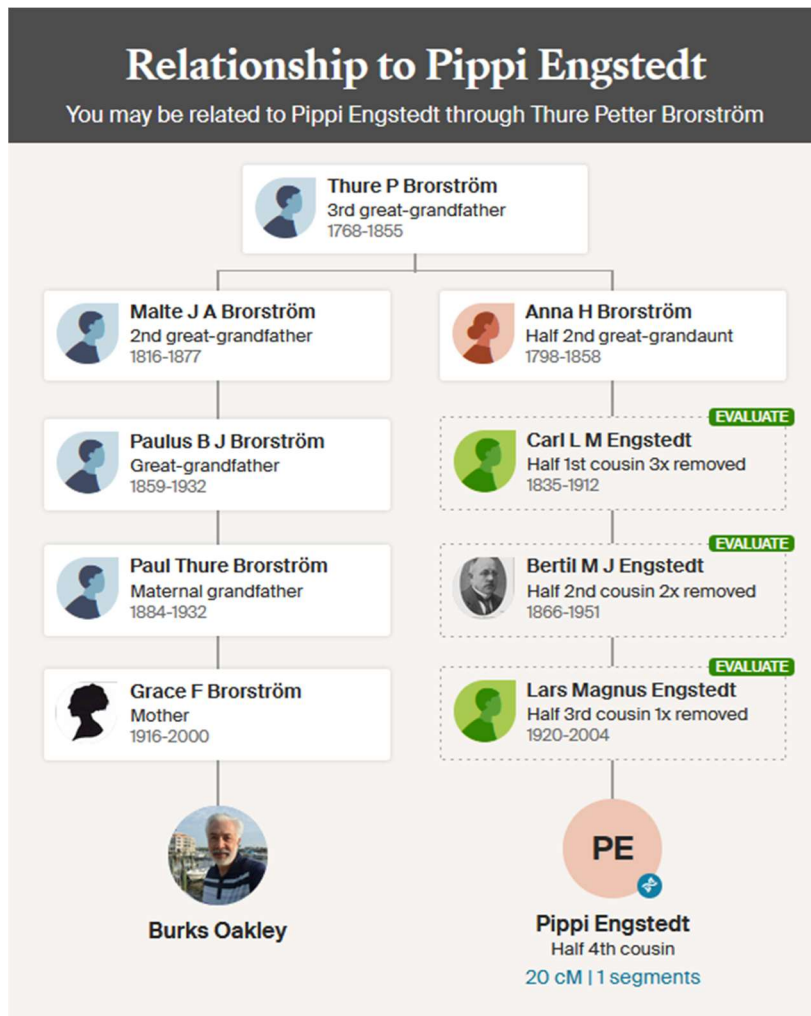 Relationship to Pippi Engstedt
You may be related to Pippi Engstedt through Thure Petter Brorström
Thure P Brorström
3rd great-grandfather
1768-1855
Malte J A Brorström
2nd great-grandfather
1816-1877
Anna H Brorström
Half 2nd great-grandaunt
1798-1858
Paulus B J Brorström
Great-grandfather
1859-1932
EVALUATE
Carl L M Engstedt
Half 1st cousin 3x removed
1835-1912
Paul Thure Brorström
Maternal grandfather
1884-1932
EVALUATE
Bertil M J Engstedt
Half 2nd cousin 2x removed
1866-1951
Grace F Brorström
Mother
1916-2000
EVALUATE
Lars Magnus Engstedt
Half 3rd cousin 1x removed
1920-2004
Burks Oakley
PE
Pippi Engstedt
Half 4th cousin
20 cM | 1 segments